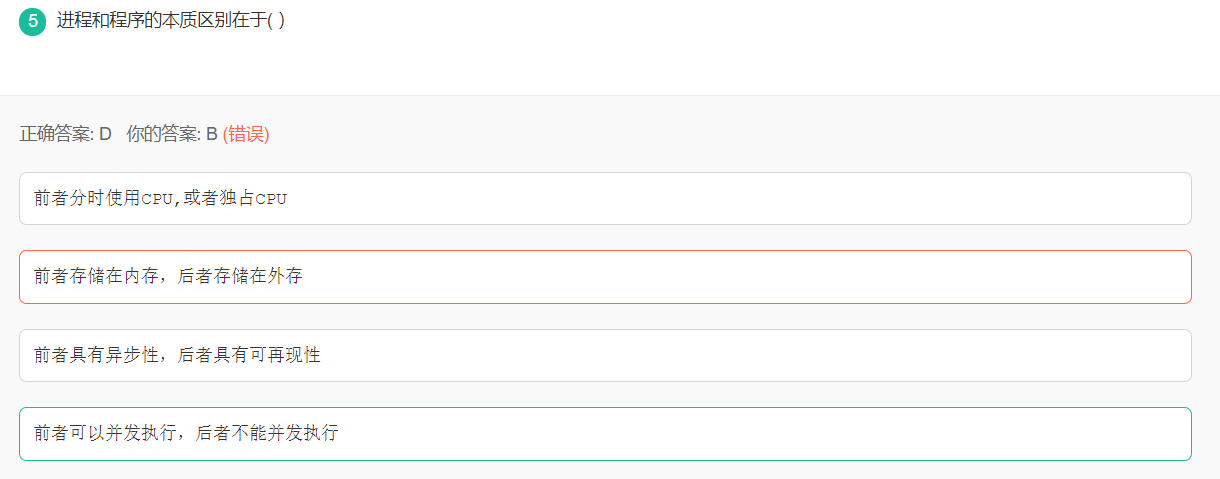 5 进程和程序的本质区别在于( )
正确答案: D 你的答案: B (错误)
前者分时使用CPU,或者独占CPU
前者存储在内存，后者存储在外存
前者具有异步性，后者具有可再现性
前者可以并发执行，后者不能并发执行